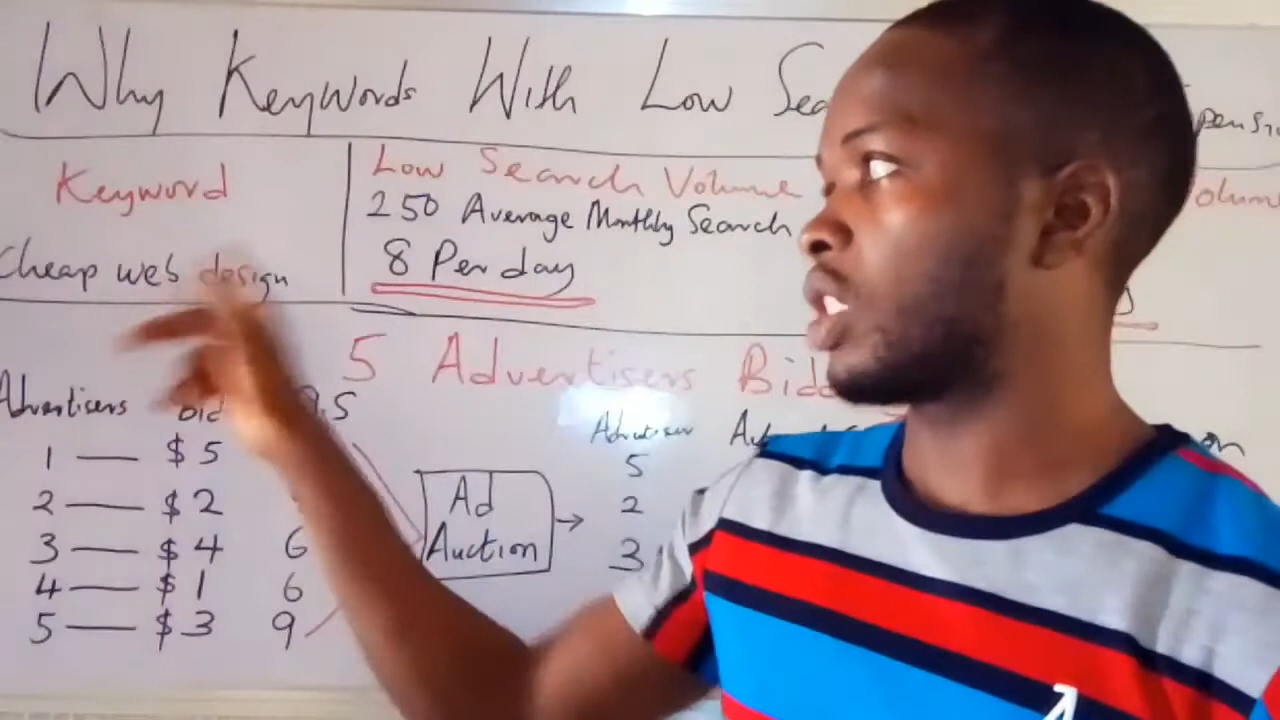 Why Keywords With Low Sea
Keyword
Low Search Volume
250 Average Monthly Search
Cheap web design
8 Per day
5 Advertisers Bidd
Advertisers Bid
1 — $5
2 — $2
3 — $4 6
4 — $1 6
5 — $3 9
Ad
Auction →
Advertiser
5
2
3